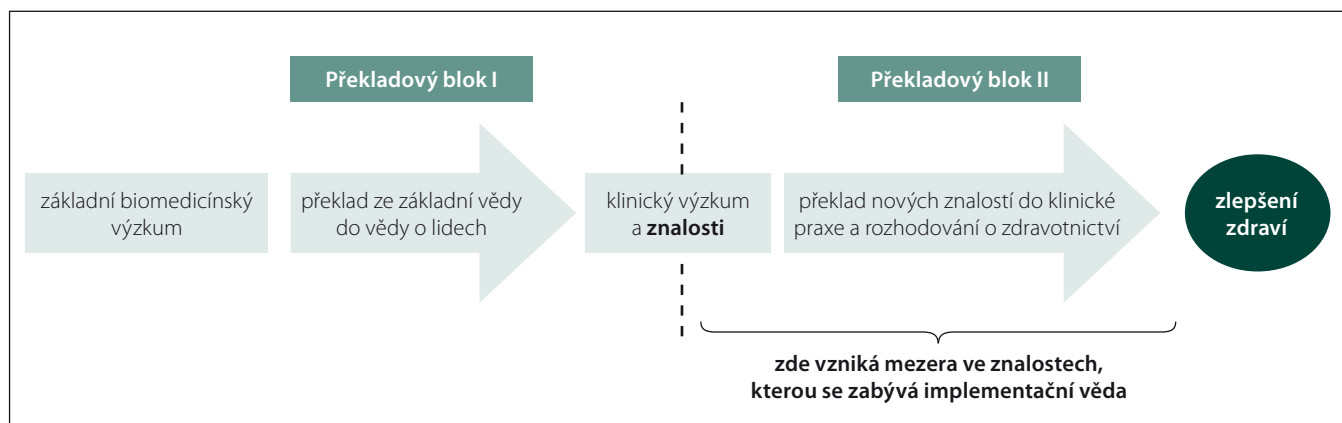 Překladový blok I
Překladový blok II
základní biomedicínský
výzkum
překlad ze základní vědy
do vědy o lidech
klinický výzkum
a znalosti
překlad nových znalostí do klinické
praxe a rozhodování o zdravotnictví
zlepšení
zdraví
zde vzniká mezera ve znalostech,
kterou se zabývá implementační věda